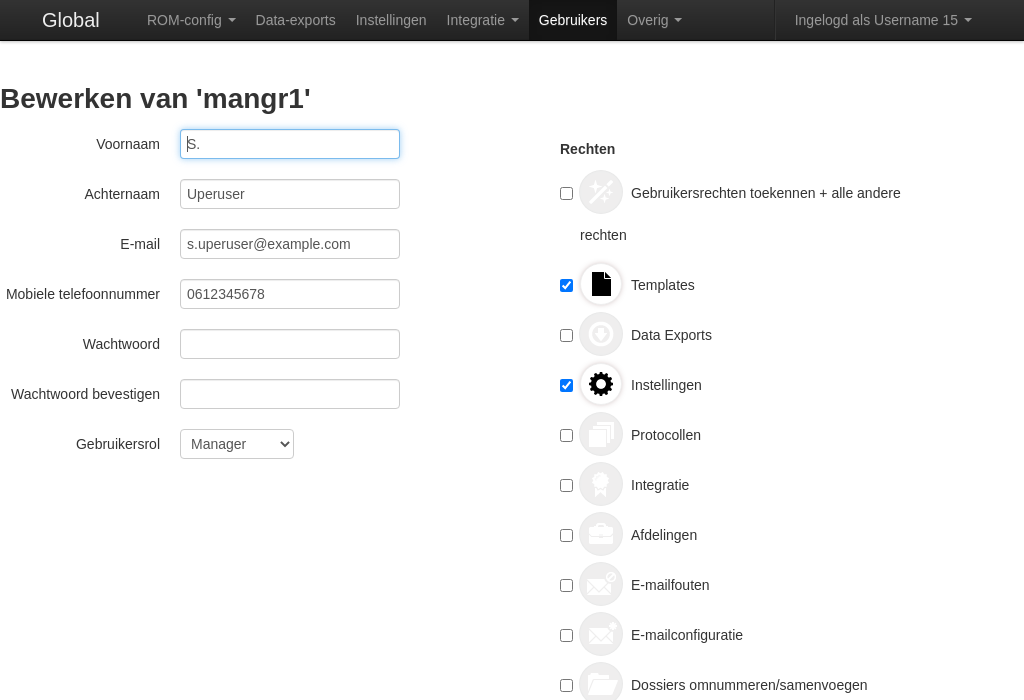 Global ROM-config Data-exports Instellingen Integratie Gebruikers Overig Ingelogd als Username 15
Bewerken van 'mangr1'
Voornaam S.
Achternaam Uperuser
E-mail s.uperuser@example.com
Mobiele telefoonnummer 0612345678
Wachtwoord
Wachtwoord bevestigen
Gebruikersrol Manager
Rechten
Gebruikersrechten toekennen + alle andere
rechten
Templates
Data Exports
Instellingen
Protocollen
Integratie
Afdelingen
E-mailfouten
E-mailconfiguratie
Dossiers omnummeren/samenvoegen